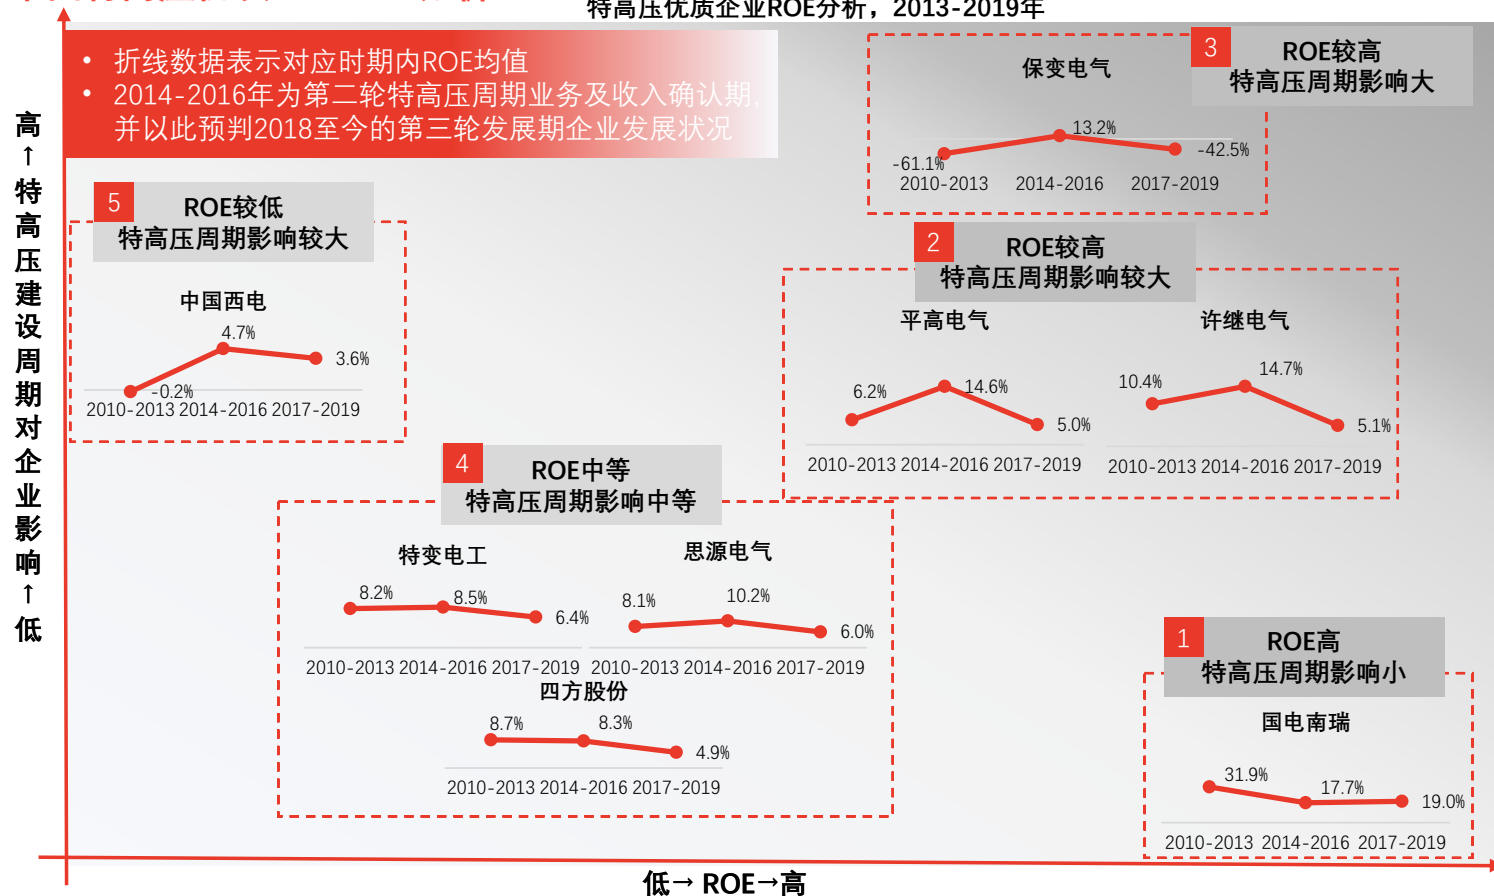 特高压优质企业ROE分析，2013-2019年
• 折线数据表示对应时期内ROE均值
• 2014-2016年为第二轮特高压周期业务及收入确认期，
并以此预判2018至今的第三轮发展期企业发展状况
高↑特高压建设周期对企业影响↑低
3
ROE较高
特高压周期影响大
保变电气
13.2%
-61.1%
-42.5%
2010-2013 2014-2016 2017-2019
5
ROE较低
特高压周期影响较大
中国西电
4.7%
3.6%
-0.2%
2010-2013 2014-2016 2017-2019
2
ROE较高
特高压周期影响较大
平高电气
6.2%
14.6%
5.0%
2010-2013 2014-2016 2017-2019
许继电气
10.4%
14.7%
5.1%
2010-2013 2014-2016 2017-2019
4
ROE中等
特高压周期影响中等
特变电工
8.2%
8.5%
6.4%
2010-2013 2014-2016 2017-2019
思源电气
8.1%
10.2%
6.0%
2010-2013 2014-2016 2017-2019
四方股份
8.7%
8.3%
4.9%
2010-2013 2014-2016 2017-2019
1
ROE高
特高压周期影响小
国电南瑞
31.9%
17.7%
19.0%
2010-2013 2014-2016 2017-2019
低→ ROE→高